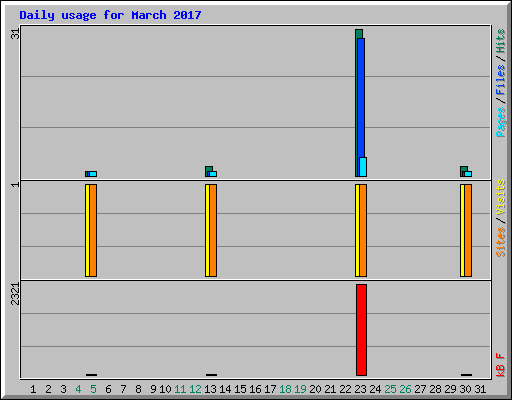 Daily usage for March 2017
31
Pages / Files / Hits
1
Sites / Visits
2321
kB F
1 2 3 4 5 6 7 8 9 10 11 12 13 14 15 16 17 18 19 20 21 22 23 24 25 26 27 28 29 30 31